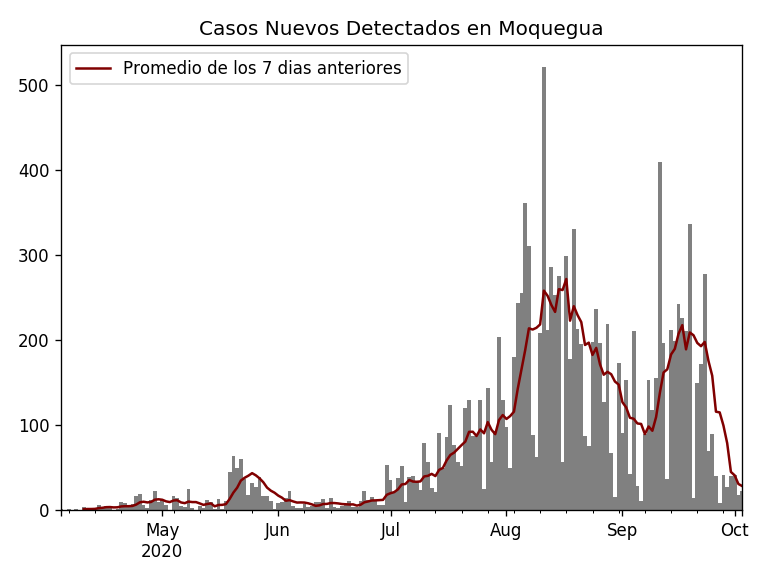 Casos Nuevos Detectados en Moquegua
Promedio de los 7 dias anteriores
500
400
300
200
100
0
May Jun Jul Aug Sep Oct
2020